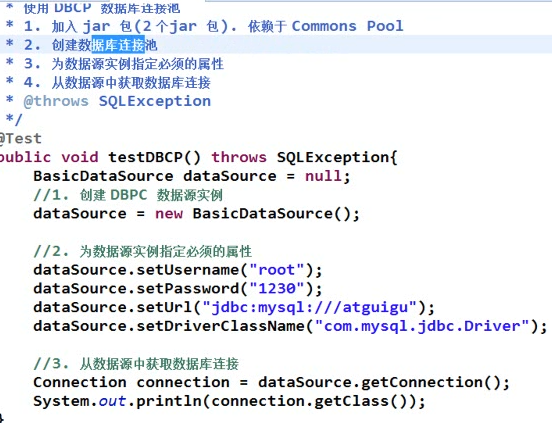 * 使用 DBCP 数据库连接池
* 1. 加入 jar 包(2 个jar 包). 依赖于 Commons Pool
* 2. 创建数据库连接池
* 3. 为数据源实例指定必须的属性
* 4. 从数据源中获取数据库连接
* @throws SQLException
*/
@Test
public void testDBCP() throws SQLException{
BasicDataSource dataSource = null;
//1. 创建 DBPC 数据源实例
dataSource = new BasicDataSource();
//2. 为数据源实例指定必须的属性
dataSource.setUsername("root");
dataSource.setPassword("1230");
dataSource.setUrl("jdbc:mysql:///atguigu");
dataSource.setDriverClassName("com.mysql.jdbc.Driver");
//3. 从数据源中获取数据库连接
Connection connection = dataSource.getConnection();
System.out.println(connection.getClass());
}